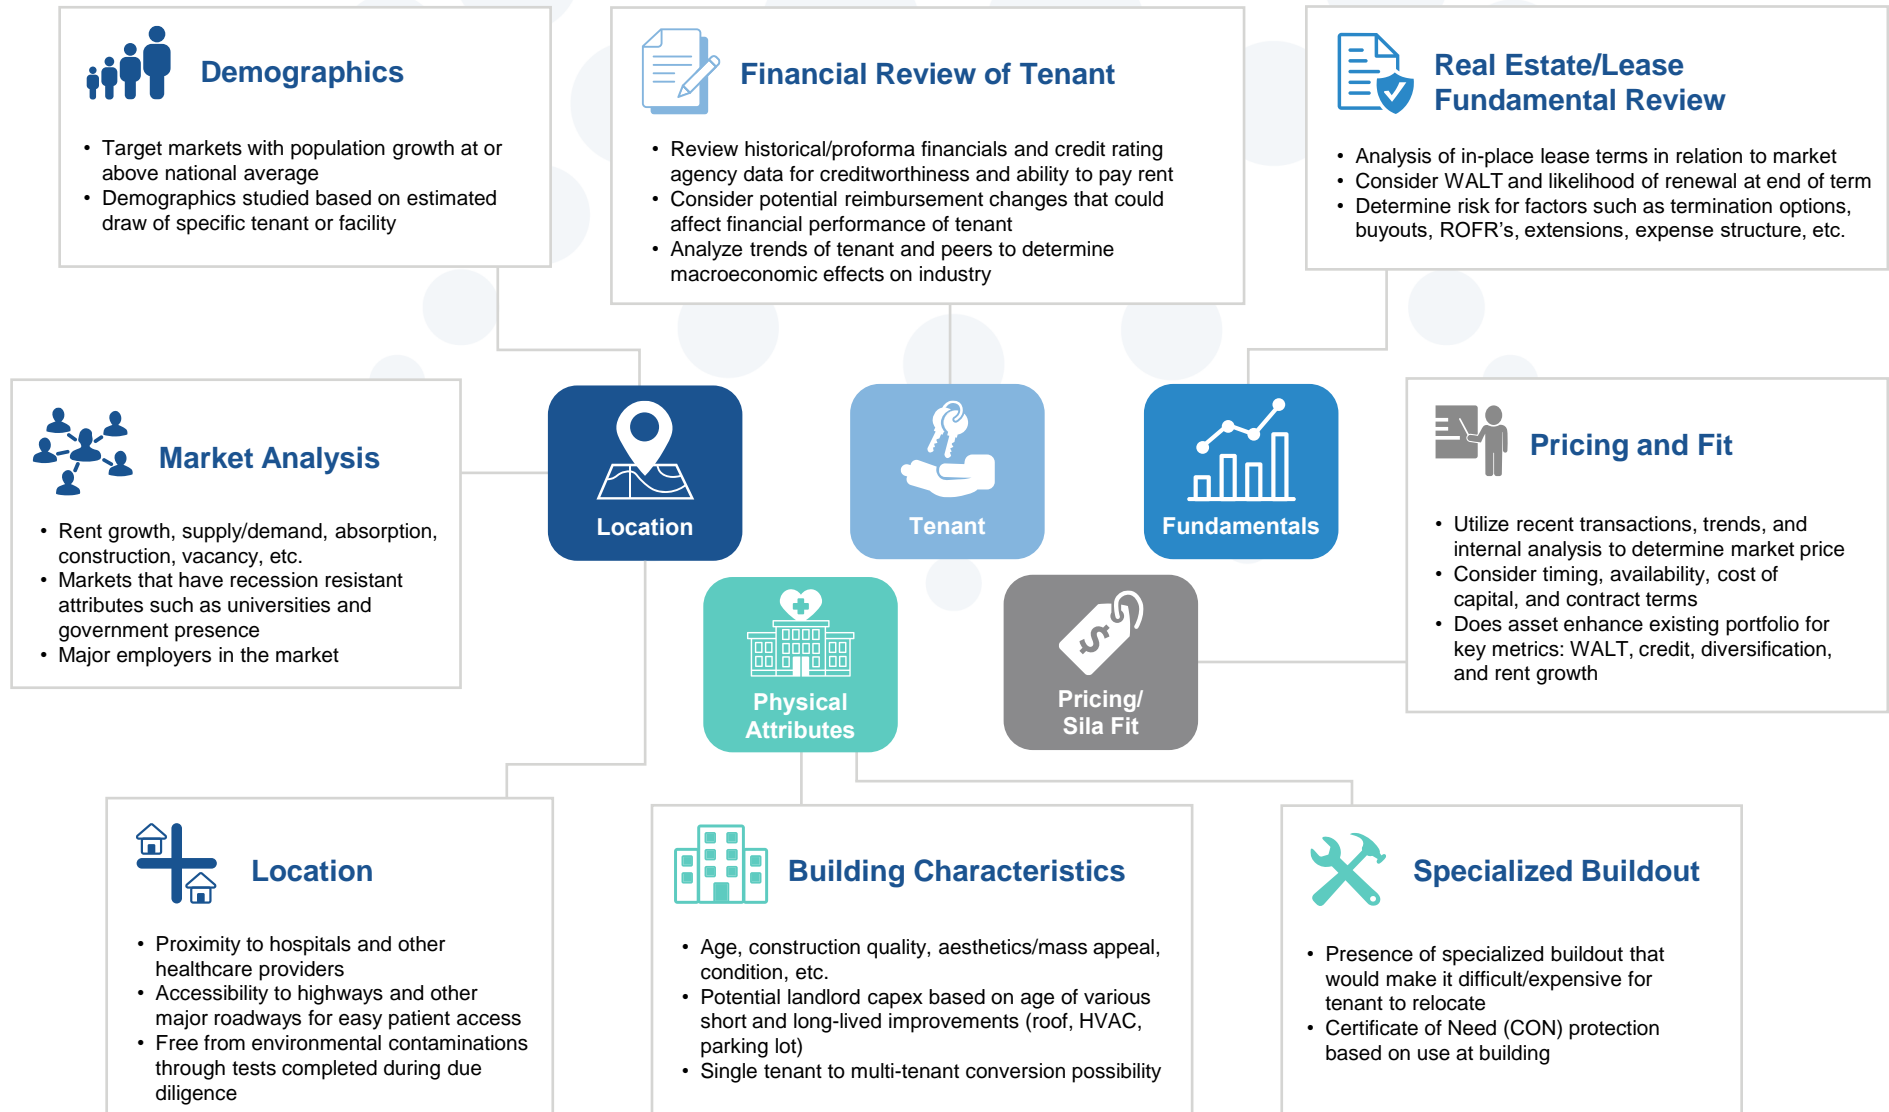 Demographics
• Target markets with population growth at or
above national average
• Demographics studied based on estimated
draw of specific tenant or facility
Financial Review of Tenant
• Review historical/proforma financials and credit rating
agency data for creditworthiness and ability to pay rent
• Consider potential reimbursement changes that could
affect financial performance of tenant
• Analyze trends of tenant and peers to determine
macroeconomic effects on industry
Real Estate/Lease
Fundamental Review
• Analysis of in-place lease terms in relation to market
• Consider WALT and likelihood of renewal at end of term
• Determine risk for factors such as termination options,
buyouts, ROFR's, extensions, expense structure, etc.
Market Analysis
• Rent growth, supply/demand, absorption,
construction, vacancy, etc.
• Markets that have recession resistant
attributes such as universities and
government presence
• Major employers in the market
Location
Tenant
Fundamentals
Pricing and Fit
• Utilize recent transactions, trends, and
internal analysis to determine market price
• Consider timing, availability, cost of
capital, and contract terms
• Does asset enhance existing portfolio for
key metrics: WALT, credit, diversification,
and rent growth
Physical
Attributes
$
Pricing/
Sila Fit
Location
• Proximity to hospitals and other
healthcare providers
• Accessibility to highways and other
major roadways for easy patient access
• Free from environmental contaminations
through tests completed during due
diligence
Building Characteristics
• Age, construction quality, aesthetics/mass appeal,
condition, etc.
• Potential landlord capex based on age of various
short and long-lived improvements (roof, HVAC,
parking lot)
• Single tenant to multi-tenant conversion possibility
Specialized Buildout
• Presence of specialized buildout that
would make it difficult/expensive for
tenant to relocate
• Certificate of Need (CON) protection
based on use at building